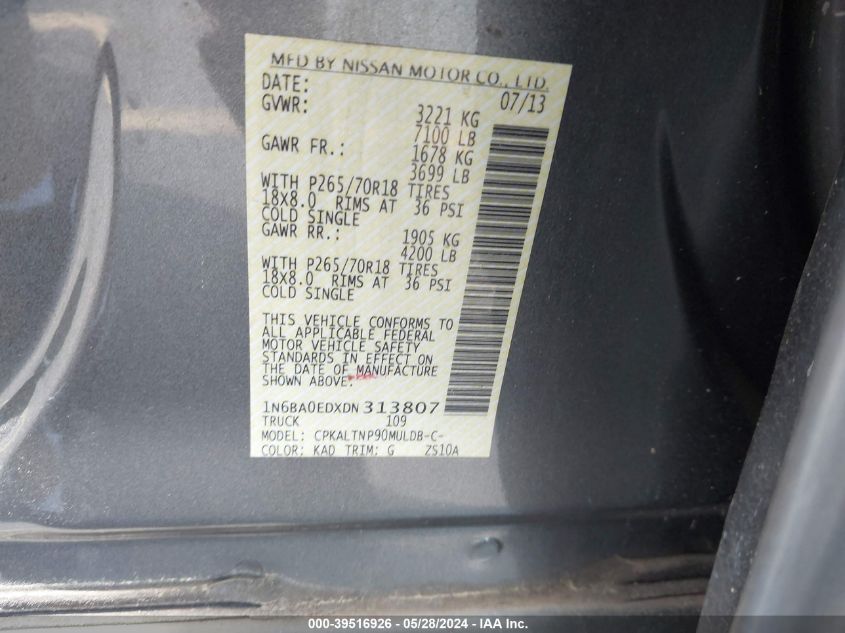 MFD BY NISSAN MOTOR CO., LTD.
DATE: 07/13
GVWR: 3221 KG
7100 LB
GAWR FR.: 1678 KG
3699 LB
WITH P265/70R18 TIRES
18X8.0 RIMS AT 36 PSI
COLD SINGLE
GAWR RR.: 1905 KG
4200 LB
WITH P265/70R18 TIRES
18X8.0 RIMS AT 36 PSI
COLD SINGLE
THIS VEHICLE CONFORMS TO
ALL APPLICABLE FEDERAL
MOTOR VEHICLE SAFETY
STANDARDS IN EFFECT ON
THE DATE OF MANUFACTURE
SHOWN ABOVE.
1N6BA0EDXDN313807
TRUCK 109
MODEL: CPKALTNP90MULDB-C-
COLOR: KAD TRIM: G ZS10A
000-39516926 - 05/28/2024 - IAA Inc.